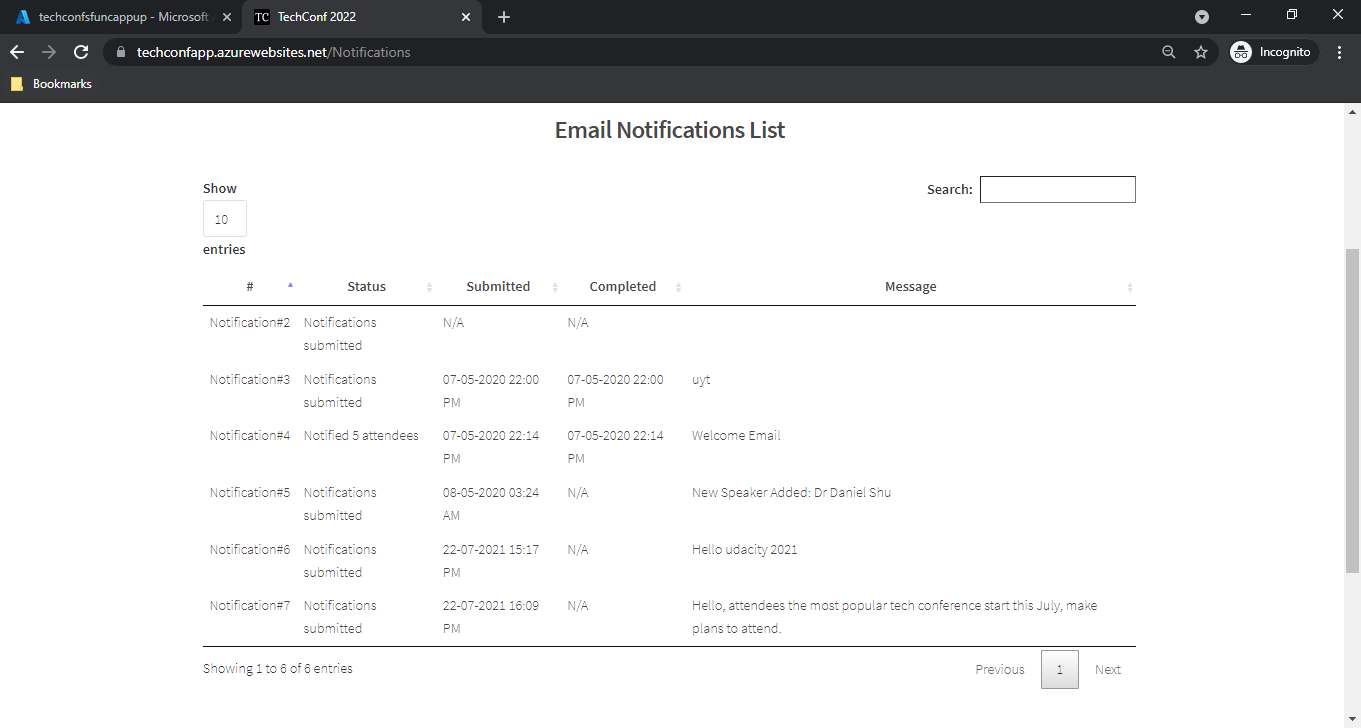 techconfsfuncappup - Microsoft
TC TechConf 2022
techconfapp.azurewebsites.net/Notifications
Incognito
Bookmarks
Email Notifications List
Show
10
entries
Search:
# Status Submitted Completed Message
Notification#2 Notifications submitted N/A N/A
Notification#3 Notifications submitted 07-05-2020 22:00 PM 07-05-2020 22:00 PM uyt
Notification#4 Notified 5 attendees 07-05-2020 22:14 PM 07-05-2020 22:14 PM Welcome Email
Notification#5 Notifications submitted 08-05-2020 03:24 AM N/A New Speaker Added: Dr Daniel Shu
Notification#6 Notifications submitted 22-07-2021 15:17 PM N/A Hello udacity 2021
Notification#7 Notifications submitted 22-07-2021 16:09 PM N/A Hello, attendees the most popular tech conference start this July, make plans to attend.
Showing 1 to 6 of 6 entries
Previous 1 Next